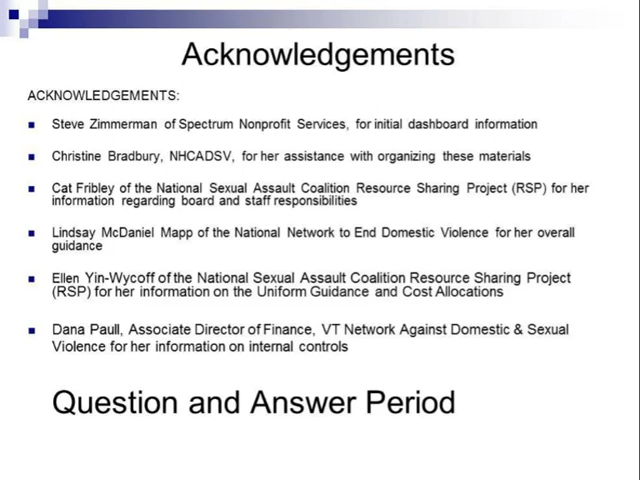 Acknowledgements
ACKNOWLEDGEMENTS:
Steve Zimmerman of Spectrum Nonprofit Services, for initial dashboard information
Christine Bradbury, NHCADSV, for her assistance with organizing these materials
Cat Fribley of the National Sexual Assault Coalition Resource Sharing Project (RSP) for her
information regarding board and staff responsibilities
Lindsay McDaniel Mapp of the National Network to End Domestic Violence for her overall
guidance
Ellen Yin-Wycoff of the National Sexual Assault Coalition Resource Sharing Project
(RSP) for her information on the Uniform Guidance and Cost Allocations
Dana Paull, Associate Director of Finance, VT Network Against Domestic & Sexual
Violence for her information on internal controls
Question and Answer Period